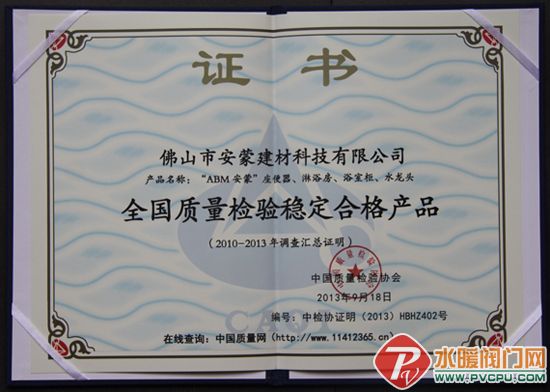 证书
佛山市安蒙建材科技有限公司
产品名称：“ABM安蒙”座便器、淋浴房、浴室柜、水龙头
全国质量检验稳定合格产品
（2010-2013年调查汇总证明）
中国质量检验协会
2013年9月18日
编号：中检协证明（2013）HBHZ402号
在线查询：中国质量网（http://www.11412365.cn）
CAQI
水暖阀门网
WWW.PVCPU.COM